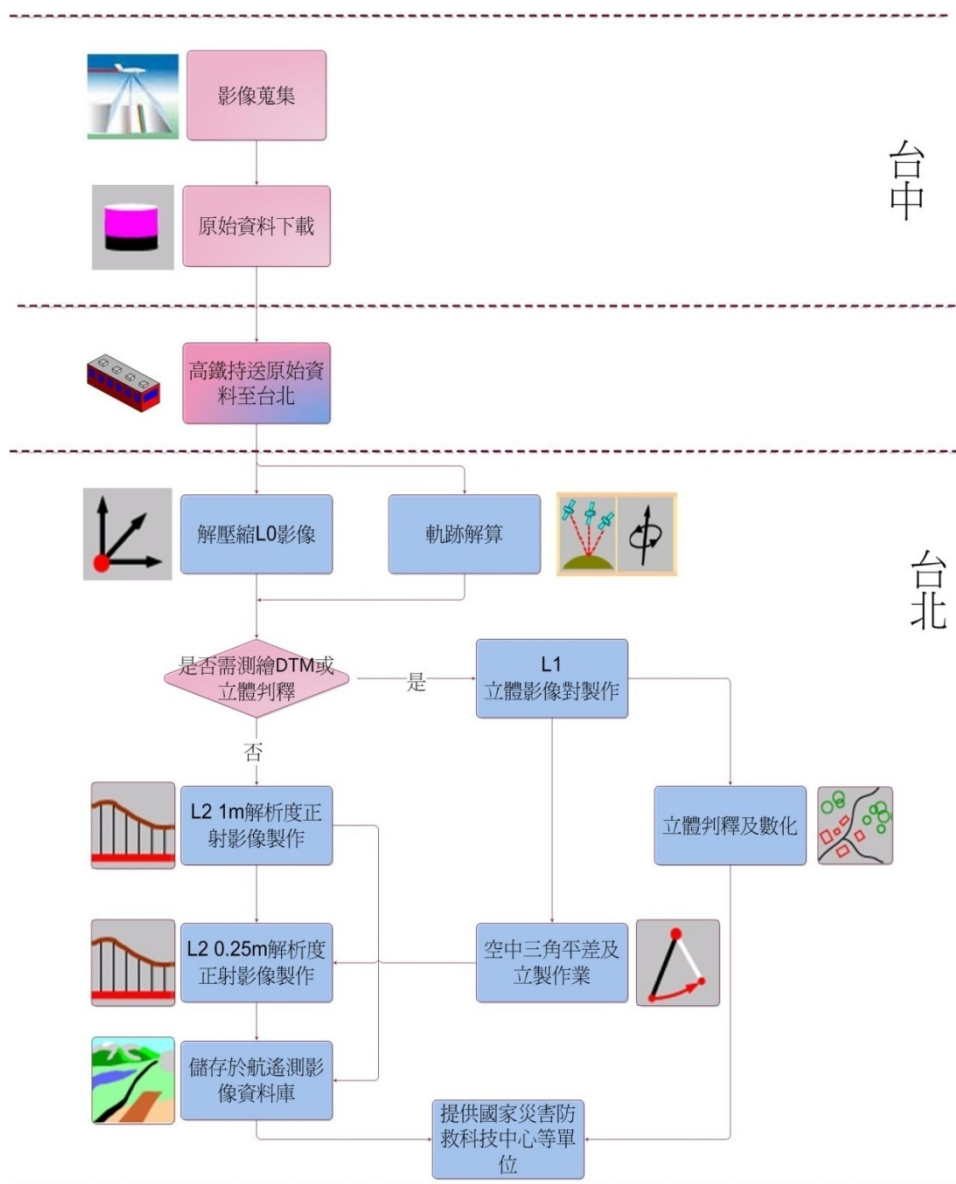 影像蒐集
台中
原始資料下載
高鐵持送原始資
料至台北
解壓縮L0影像
軌跡解算
台北
是否需測繪DTM或
立體判釋
是
L1
立體影像對製作
否
L2 1m解析度正
射影像製作
立體判釋及數化
L2 0.25m解析度
正射影像製作
空中三角平差及
立製作業
儲存於航遙測影
像資料庫
提供國家災害防
救科技中心等單
位